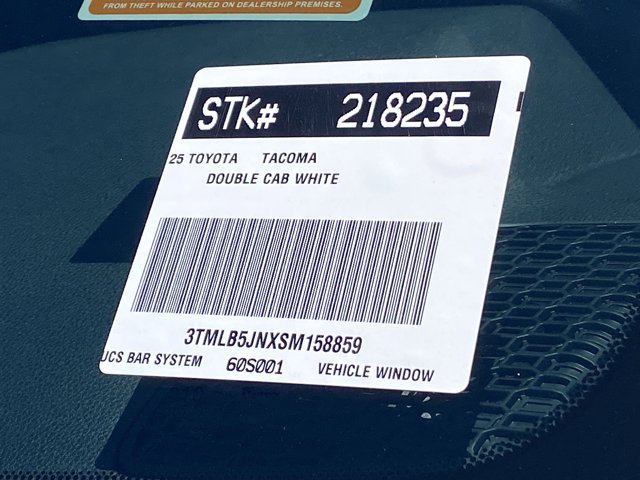 FROM THEFT WHILE PARKED ON DEALERSHIP PREMISES.
STK# 218235
25 TOYOTA TACOMA
DOUBLE CAB WHITE
3TMLB5JNXSM158859
UCS BAR SYSTEM 60S001 VEHICLE WINDOW